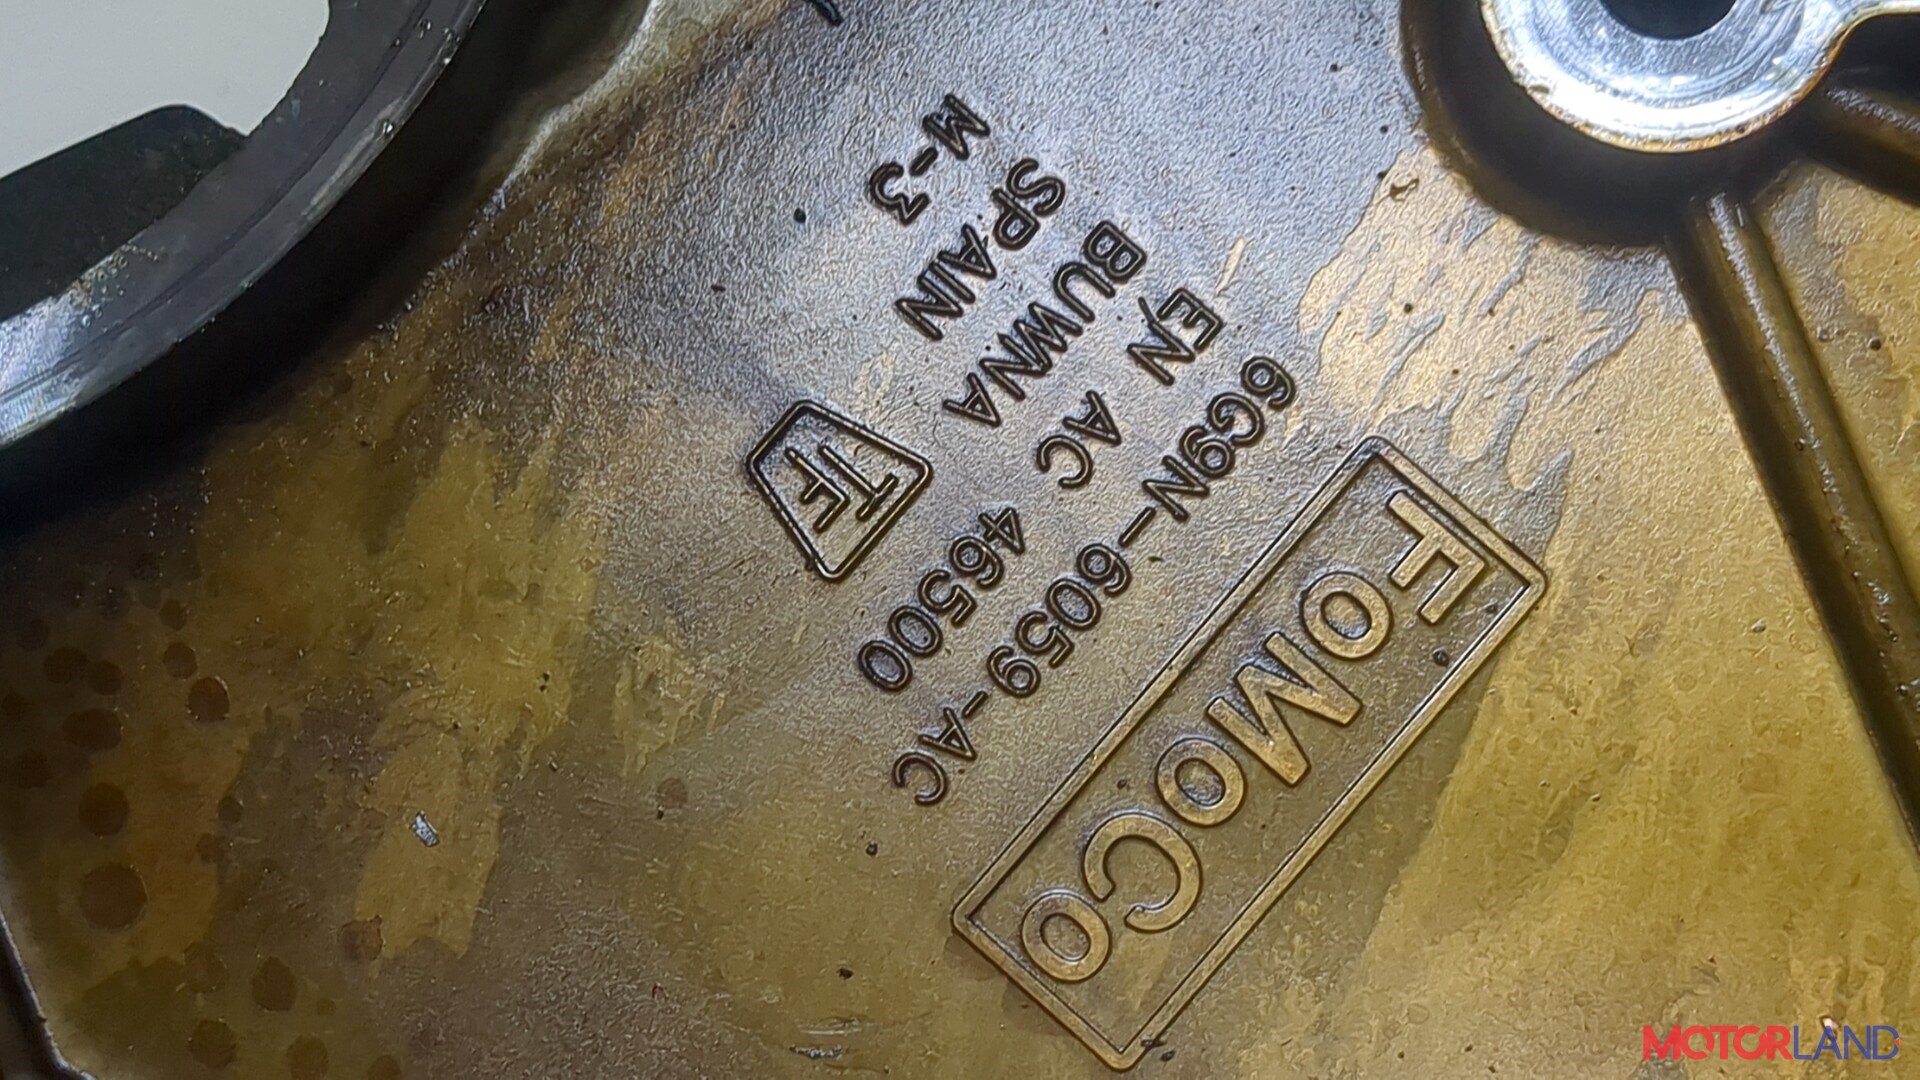 FoMoCo
6G9N-6059-AC
EN AC 46500
BUWNA
SPAIN
M-3
TF
MOTORLAND